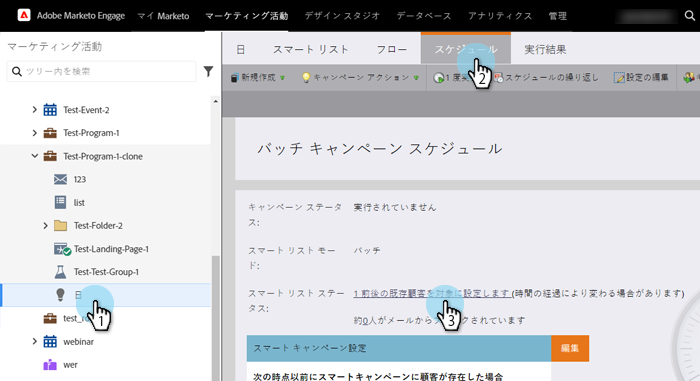 Adobe Marketo Engage マイ Marketo マーケティング活動 デザイン スタジオ データベース アナリティクス 管理
マーケティング活動
ツリー内を検索
Test-Event-2
Test-Program-1
Test-Program-1-clone
123
list
Test-Folder-2
Test-Landing-Page-1
Test-Test-Group-1
日
1
test_
webinar
wer
日 スマート リスト フロー スケジュール 実行結果
2
新規作成 キャンペーン アクション 1 度実 スケジュールの繰り返し 設定の編集
バッチ キャンペーン スケジュール
キャンペーン ステータス: 実行されていません
スマート リスト モード: バッチ
スマート リスト ステータス: 1 前後の既存顧客を対象に設定します (時間の経過により変わる場合があります)
3
約0人がメールから クされています
スマート キャンペーン設定 編集
次の時点以前にスマートキャンペーンに顧客が存在した場合